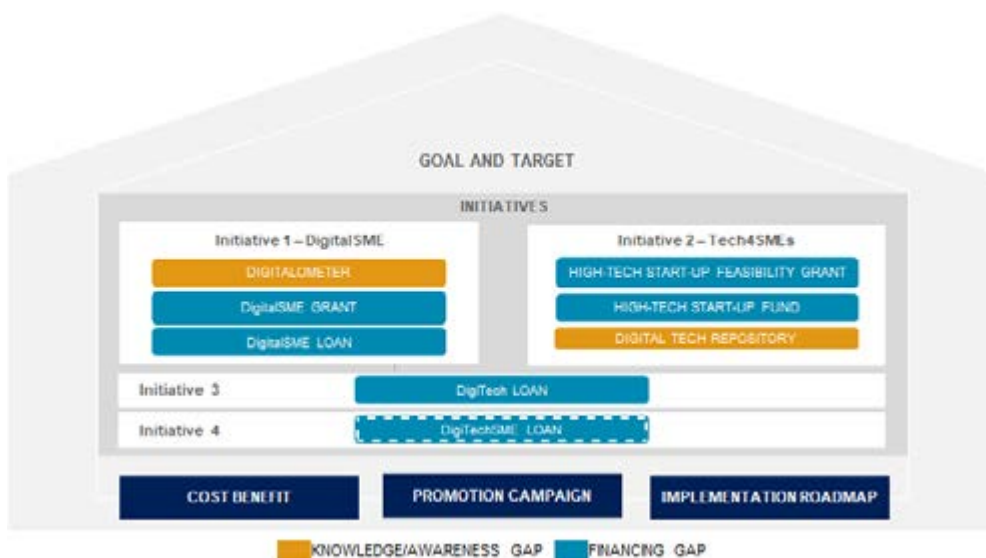 GOAL AND TARGET
INITIATIVES
Initiative 1 – DigitalSME
DIGITALOMETER
DigitalSME GRANT
DigitalSME LOAN
Initiative 2 – Tech4SMEs
HIGH-TECH START-UP FEASIBILITY GRANT
HIGH-TECH START-UP FUND
DIGITAL TECH REPOSITORY
Initiative 3
DigiTech LOAN
Initiative 4
DigiTechSME LOAN
COST BENEFIT
PROMOTION CAMPAIGN
IMPLEMENTATION ROADMAP
KNOWLEDGE/AWARENESS GAP
FINANCING GAP